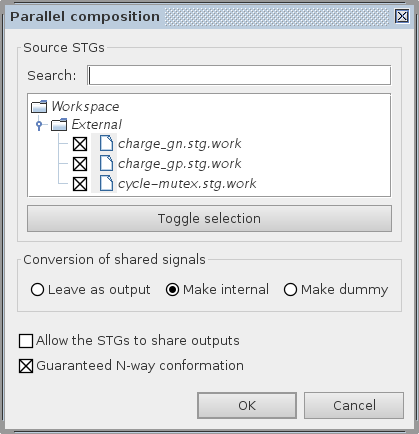 Parallel composition
Source STGs
Search:
Workspace
External
charge_gn.stg.work
charge_gp.stg.work
cycle-mutex.stg.work
Toggle selection
Conversion of shared signals
Leave as output Make internal Make dummy
Allow the STGs to share outputs
Guaranteed N-way conformation
OK Cancel